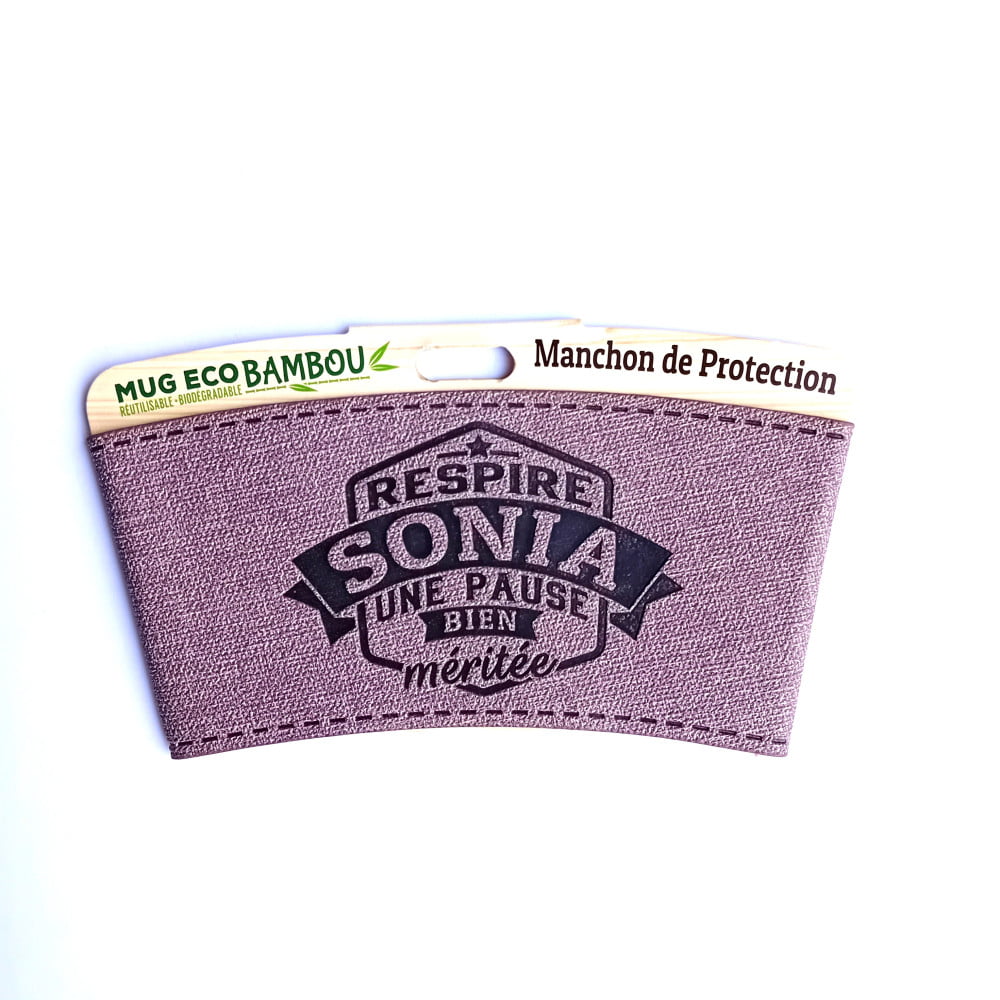 MUG ECO BAMBOU
RÉUTILISABLE • BIODÉGRADABLE
Manchon de Protection
RESPIRE
SONIA
UNE PAUSE
BIEN
méritée